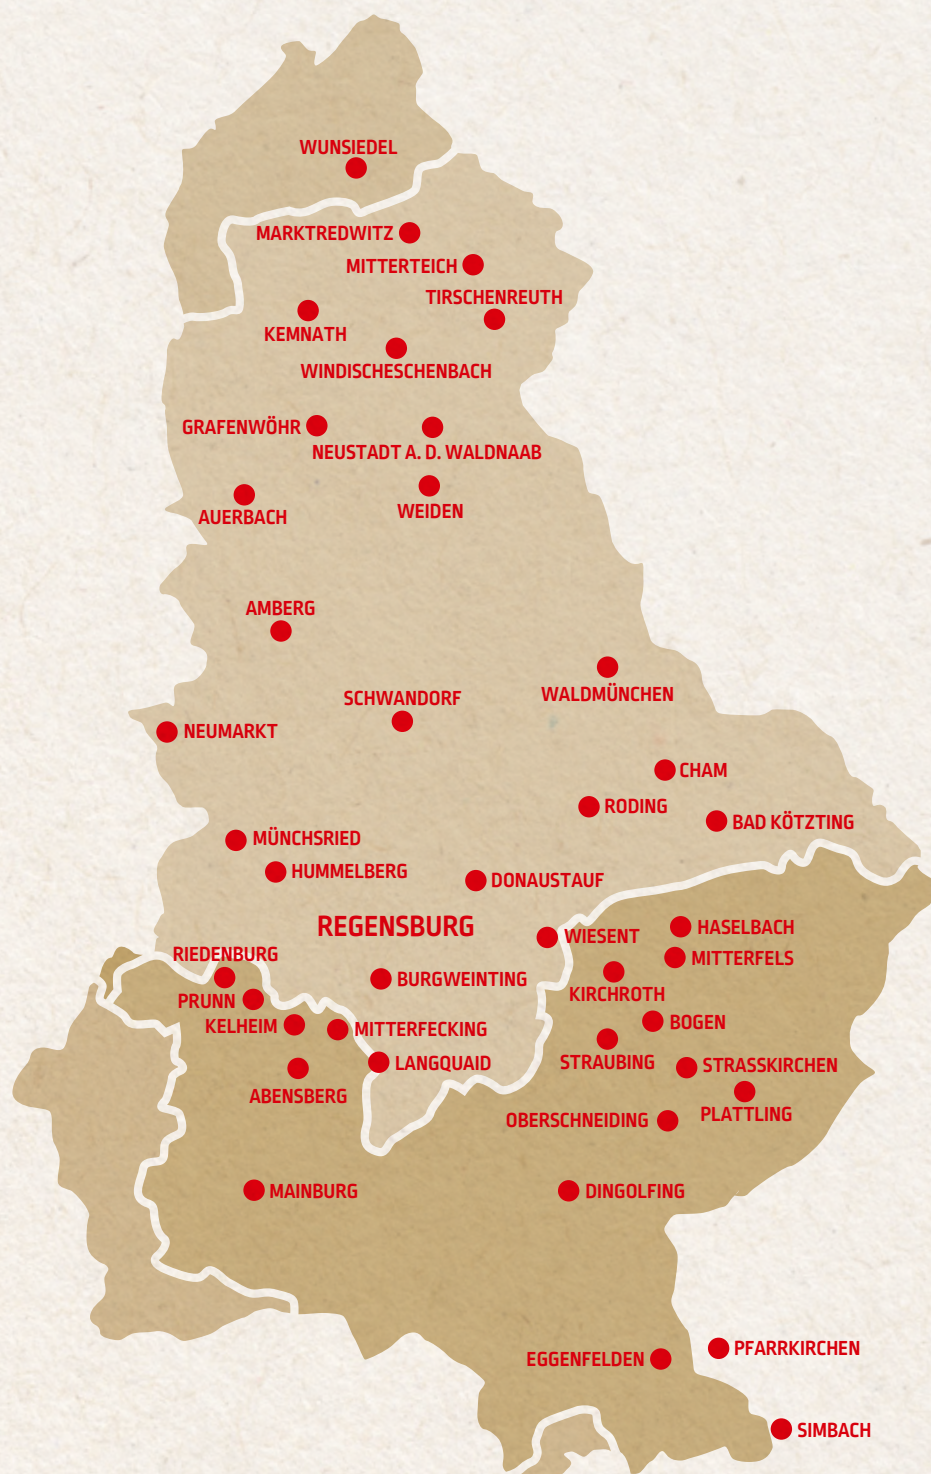 WUNSIEDEL
MARKTREDWITZ
MITTERTEICH
TIRSCHENREUTH
KEMNATH
WINDISCHESCHENBACH
GRAFENWÖHR
NEUSTADT A. D. WALDNAAB
WEIDEN
AUERBACH
AMBERG
WALDMÜNCHEN
SCHWANDORF
NEUMARKT
CHAM
RODING
BAD KÖTZTING
MÜNCHSRIED
HUMMELBERG
DONAUSTAUF
REGENSBURG
HASELBACH
WIESENT
RIEDENBURG
MITTERFELS
BURGWEINTING
KIRCHROTH
PRUNN
BOGEN
KELHEIM
MITTERFECKING
LANGQUAID
STRAUBING
STRASSKIRCHEN
ABENSBERG
PLATTLING
OBERSCHNEIDING
MAINBURG
DINGOLFING
PFARRKIRCHEN
EGGENFELDEN
SIMBACH